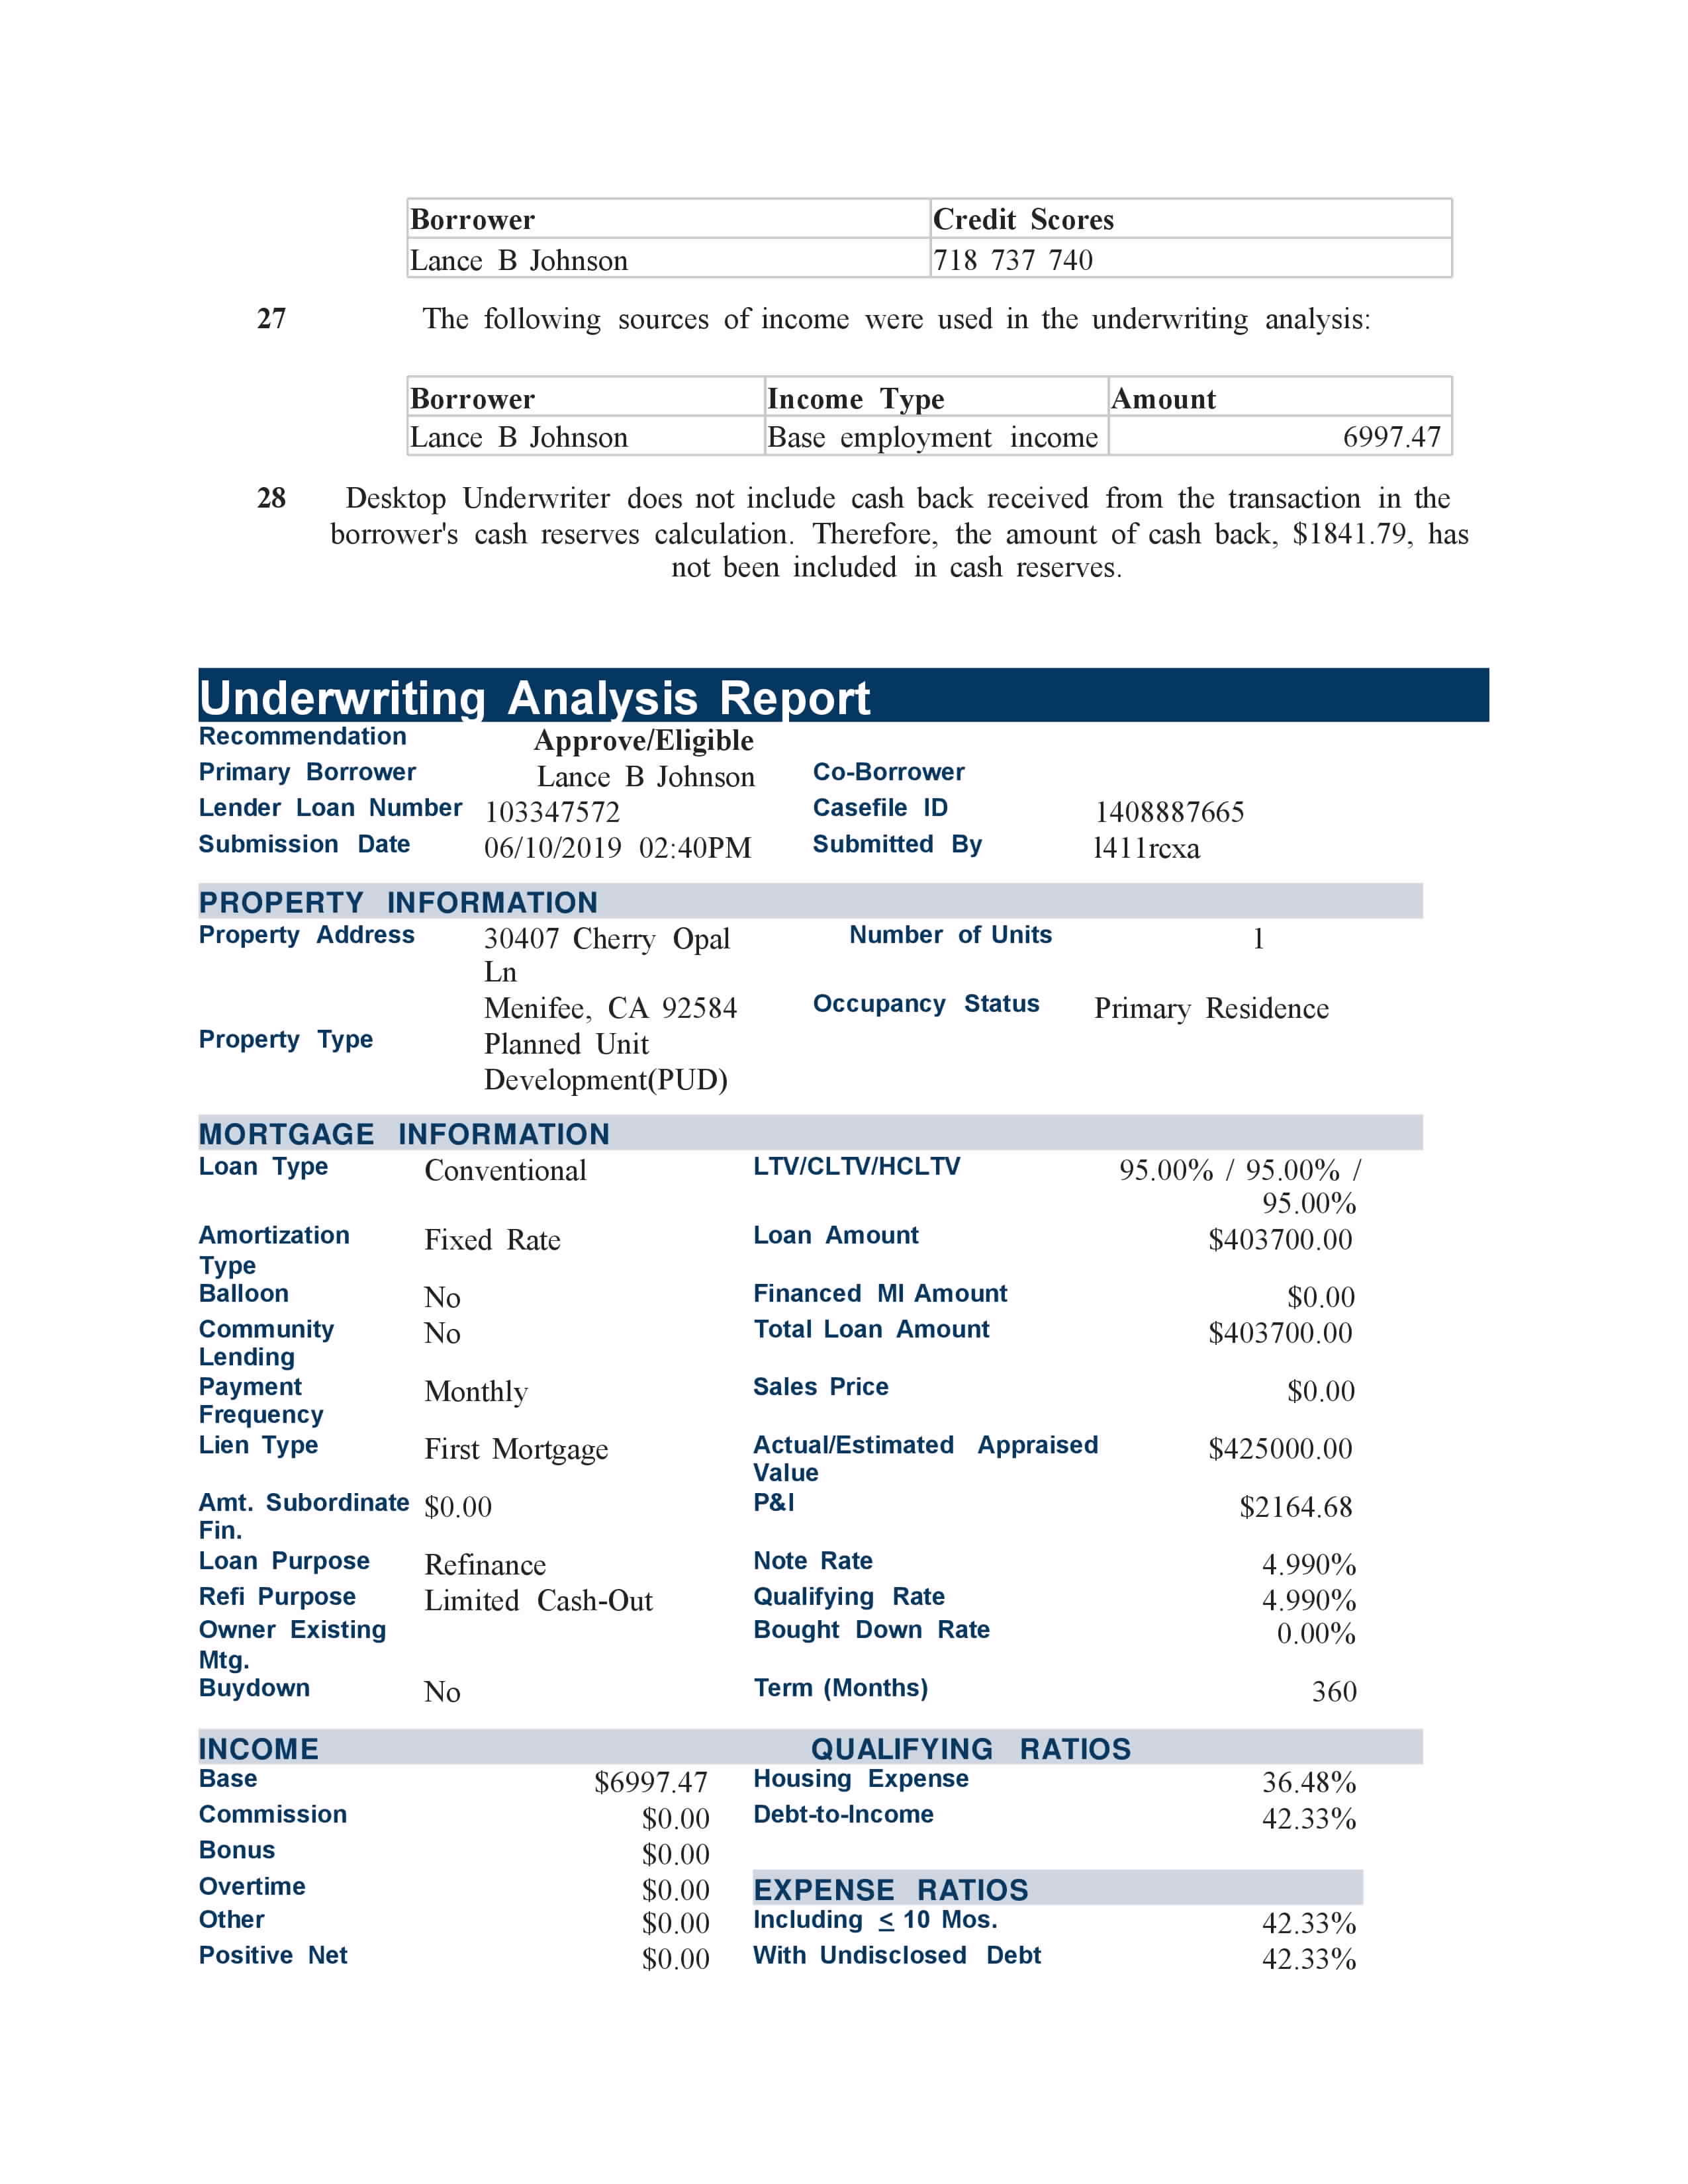 Borrower Credit Scores
Lance B Johnson 718 737 740
27 The following sources of income were used in the underwriting analysis:
Borrower Income Type Amount
Lance B Johnson Base employment income 6997.47
28 Desktop Underwriter does not include cash back received from the transaction in the
borrower's cash reserves calculation. Therefore, the amount of cash back, $1841.79, has
not been included in cash reserves.
Underwriting Analysis Report
Recommendation Approve/Eligible
Primary Borrower Lance B Johnson Co-Borrower
Lender Loan Number 103347572 Casefile ID 1408887665
Submission Date 06/10/2019 02:40PM Submitted By l411rcxa
PROPERTY INFORMATION
Property Address 30407 Cherry Opal Number of Units 1
Ln
Menifee, CA 92584 Occupancy Status Primary Residence
Property Type Planned Unit
Development(PUD)
MORTGAGE INFORMATION
Loan Type Conventional LTV/CLTV/HCLTV 95.00% / 95.00% /
95.00%
Amortization Fixed Rate Loan Amount $403700.00
Type
Balloon No Financed MI Amount $0.00
Community No Total Loan Amount $403700.00
Lending
Payment Monthly Sales Price $0.00
Frequency
Lien Type First Mortgage Actual/Estimated Appraised $425000.00
Value
Amt. Subordinate $0.00 P&I $2164.68
Fin.
Loan Purpose Refinance Note Rate 4.990%
Refi Purpose Limited Cash-Out Qualifying Rate 4.990%
Owner Existing Bought Down Rate 0.00%
Mtg.
Buydown No Term (Months) 360
INCOME QUALIFYING RATIOS
Base $6997.47 Housing Expense 36.48%
Commission $0.00 Debt-to-Income 42.33%
Bonus $0.00
Overtime $0.00 EXPENSE RATIOS
Other $0.00 Including ≤ 10 Mos. 42.33%
Positive Net $0.00 With Undisclosed Debt 42.33%